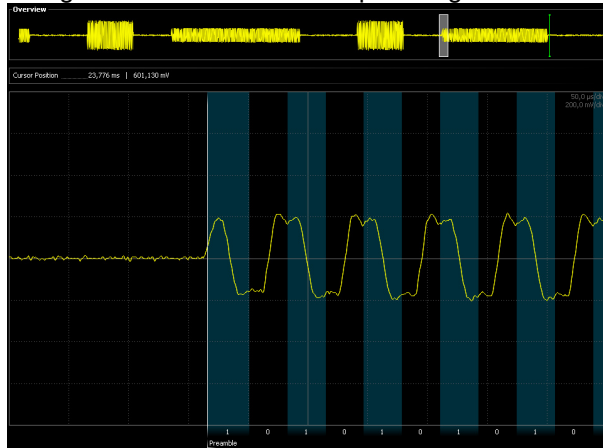 Overview
Cursor Position 23,776 ms | 601,130 mV
50,0 µs/div
200,0 mV/div
1 0 1 0 1 0 1 0 1 0
Preamble